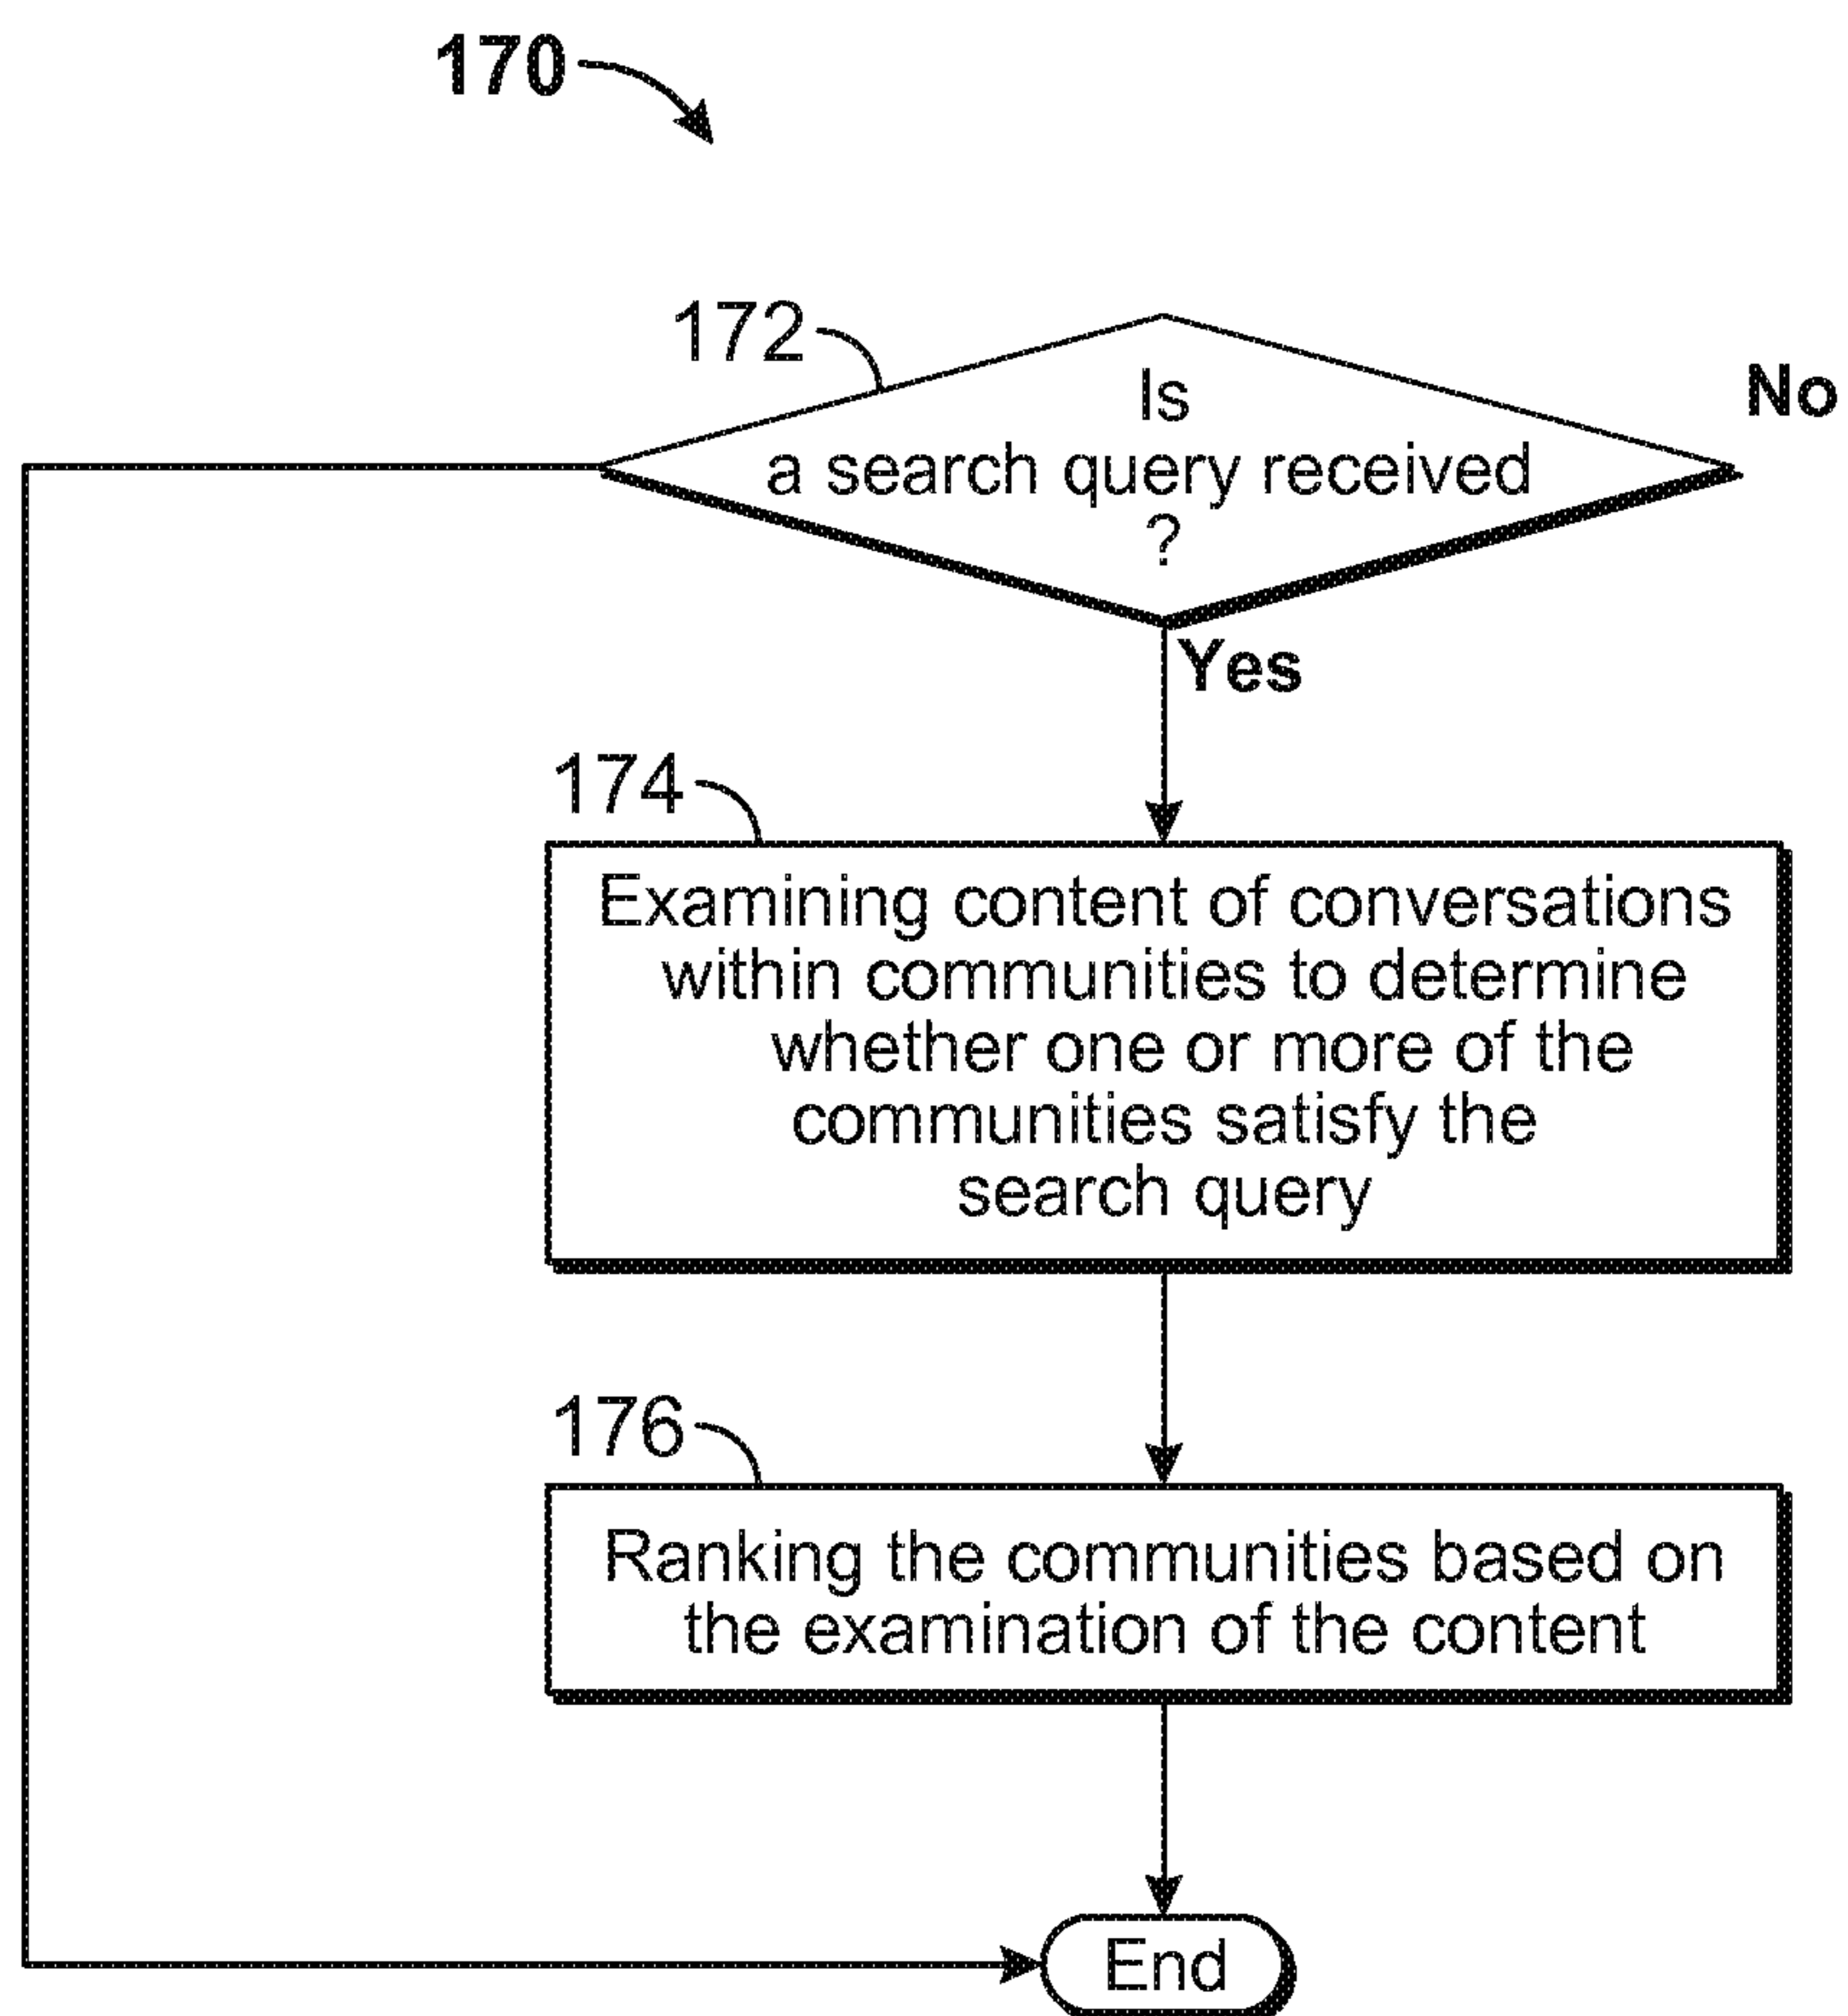 170
172
Is
a search query received
?
No
Yes
174
Examining content of conversations
within communities to determine
whether one or more of the
communities satisfy the
search query
176
Ranking the communities based on
the examination of the content
End